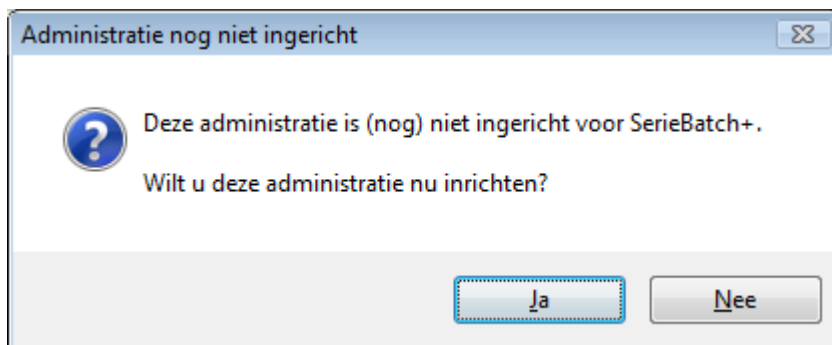 Administratie nog niet ingericht
Deze administratie is (nog) niet ingericht voor SerieBatch+.
Wilt u deze administratie nu inrichten?
Ja
Nee